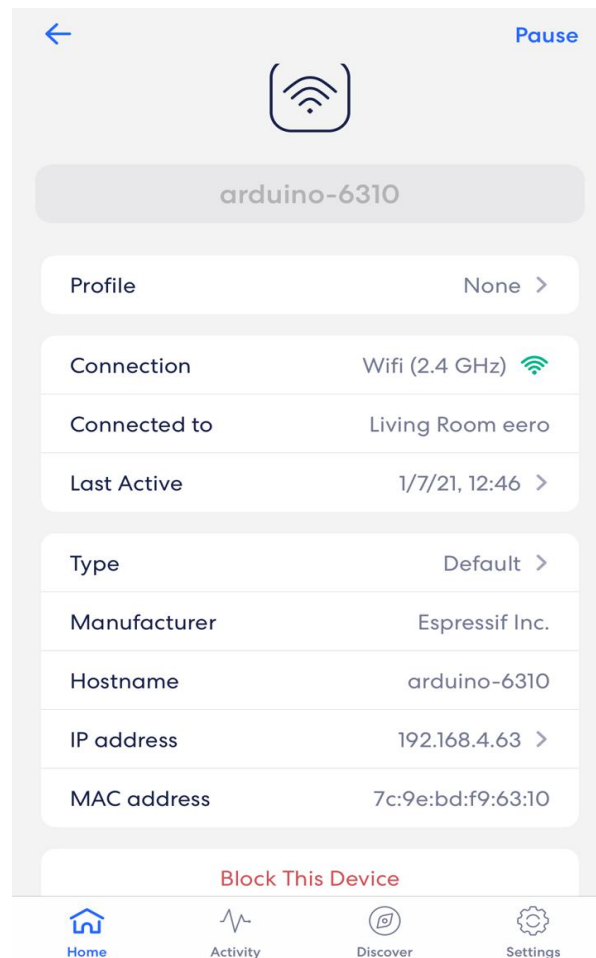 Pause
arduino-6310
Profile None
Connection Wifi (2.4 GHz)
Connected to Living Room eero
Last Active 1/7/21, 12:46
Type Default
Manufacturer Espressif Inc.
Hostname arduino-6310
IP address 192.168.4.63
MAC address 7c:9e:bd:f9:63:10
Block This Device
Home Activity Discover Settings